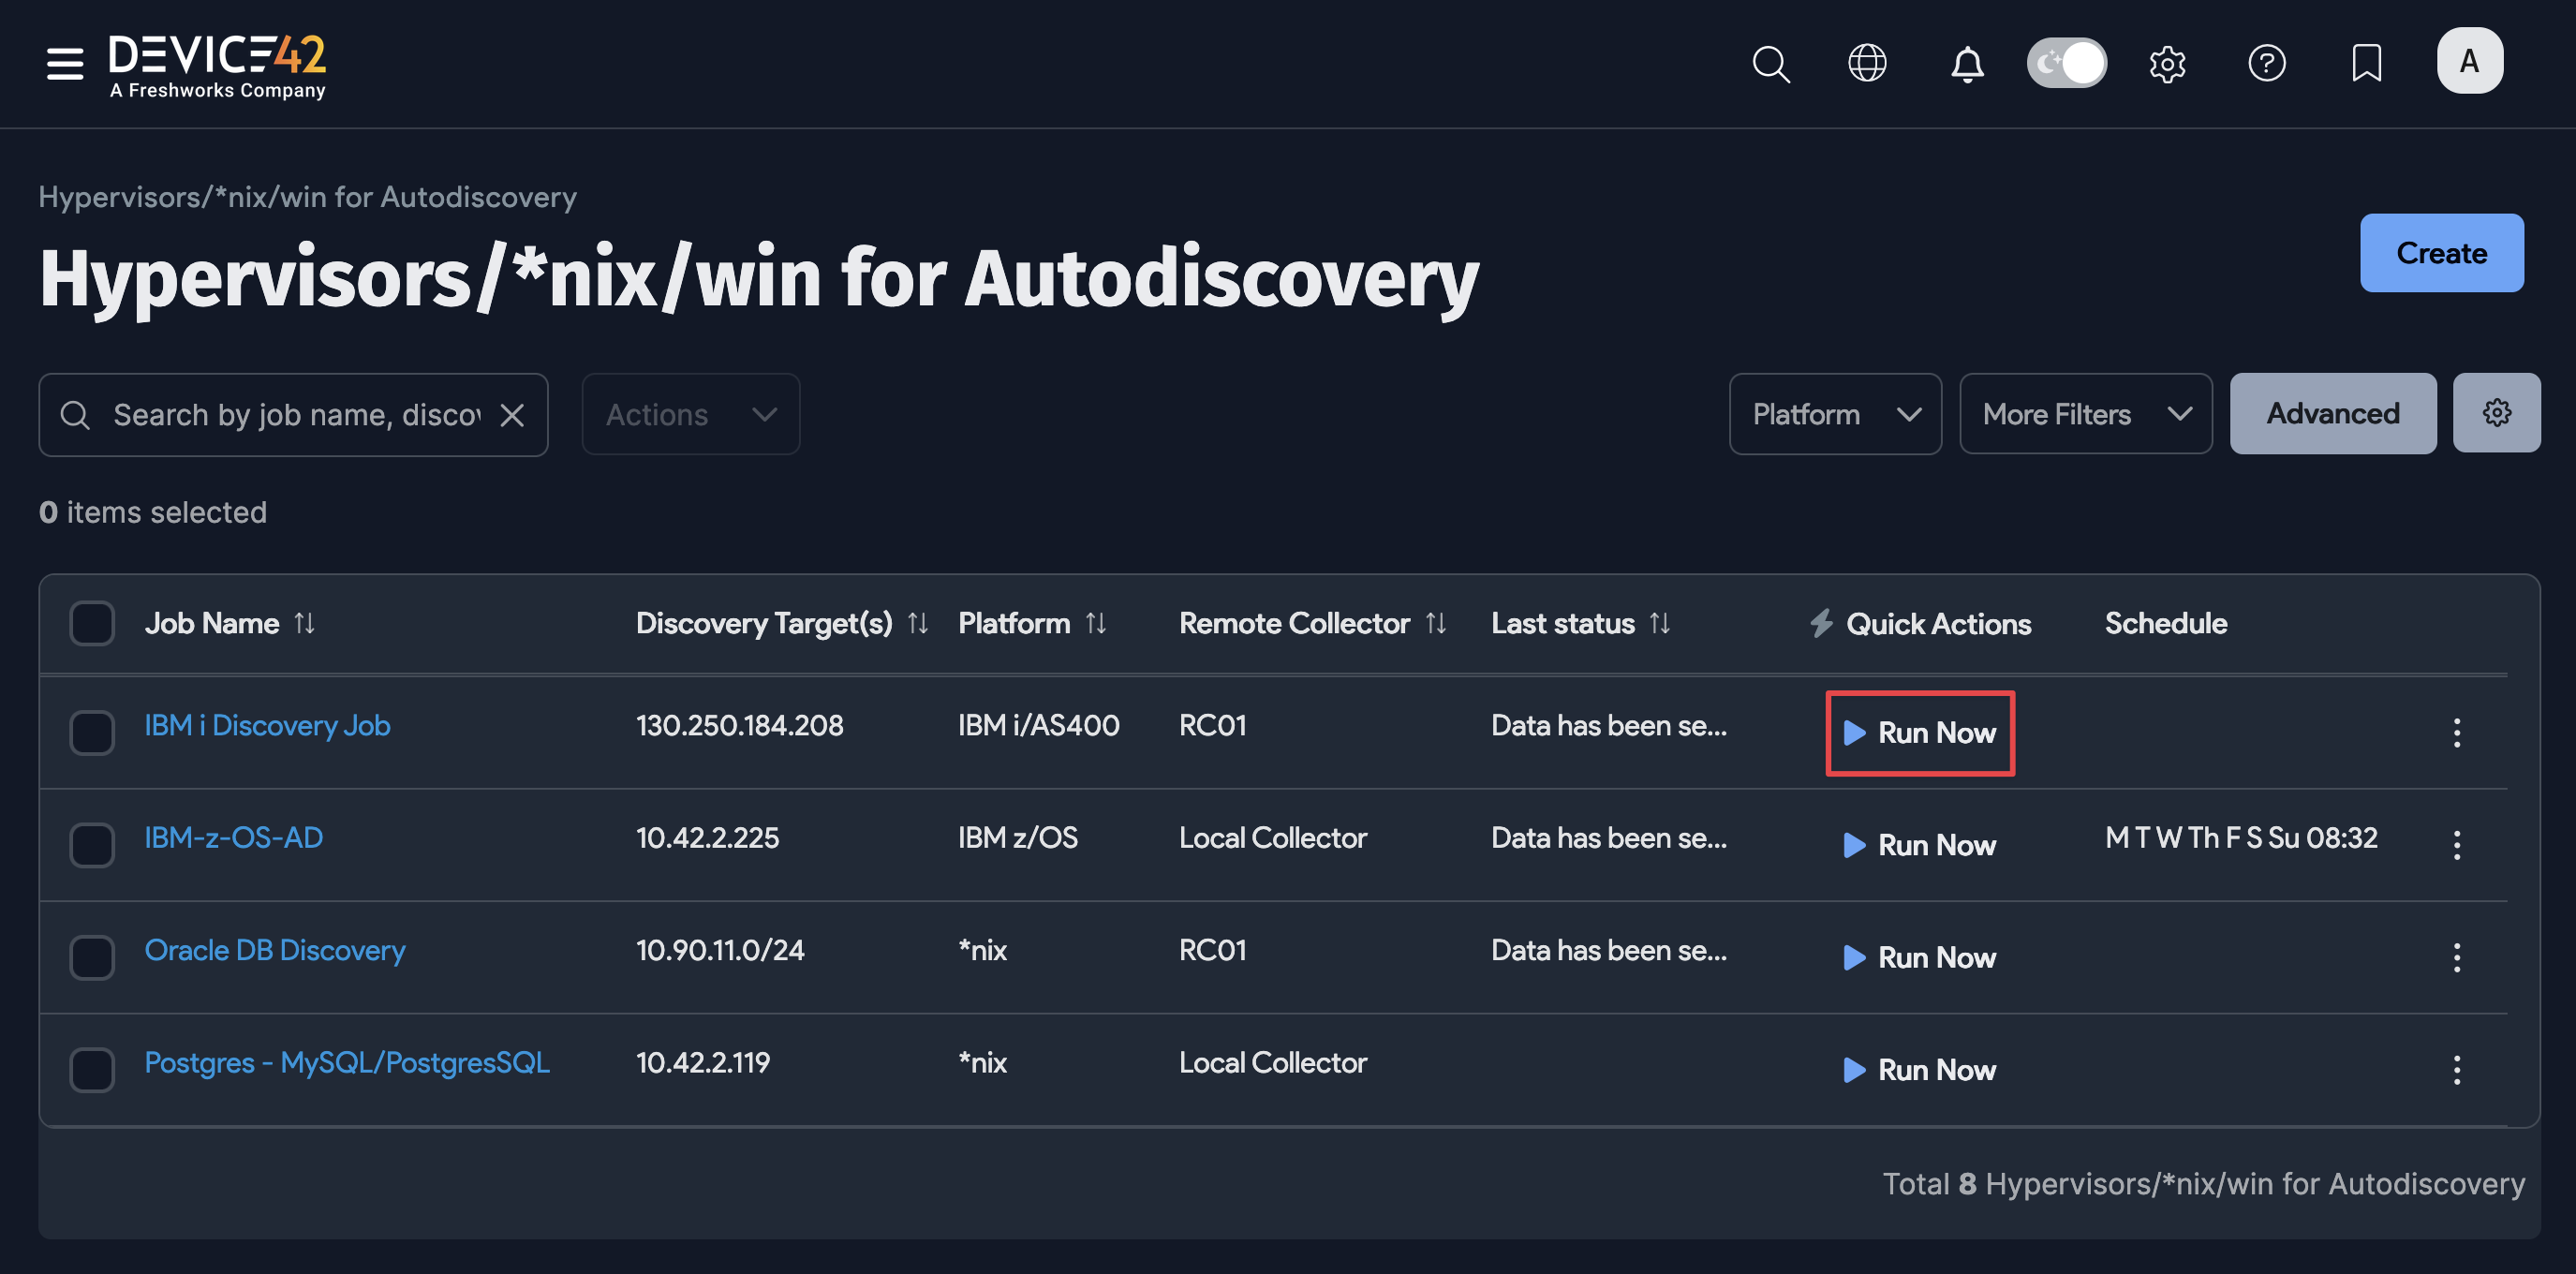 DEVICE42
A Freshworks Company
A
Hypervisors/*nix/win for Autodiscovery
Hypervisors/*nix/win for Autodiscovery
Create
Search by job name, discov
Actions
Platform
More Filters
Advanced
0 items selected
Job Name Discovery Target(s) Platform Remote Collector Last status Quick Actions Schedule
IBM i Discovery Job 130.250.184.208 IBM i/AS400 RC01 Data has been se... Run Now
IBM-z-OS-AD 10.42.2.225 IBM z/OS Local Collector Data has been se... Run Now M T W Th F S Su 08:32
Oracle DB Discovery 10.90.11.0/24 *nix RC01 Data has been se... Run Now
Postgres - MySQL/PostgresSQL 10.42.2.119 *nix Local Collector Run Now
Total 8 Hypervisors/*nix/win for Autodiscovery